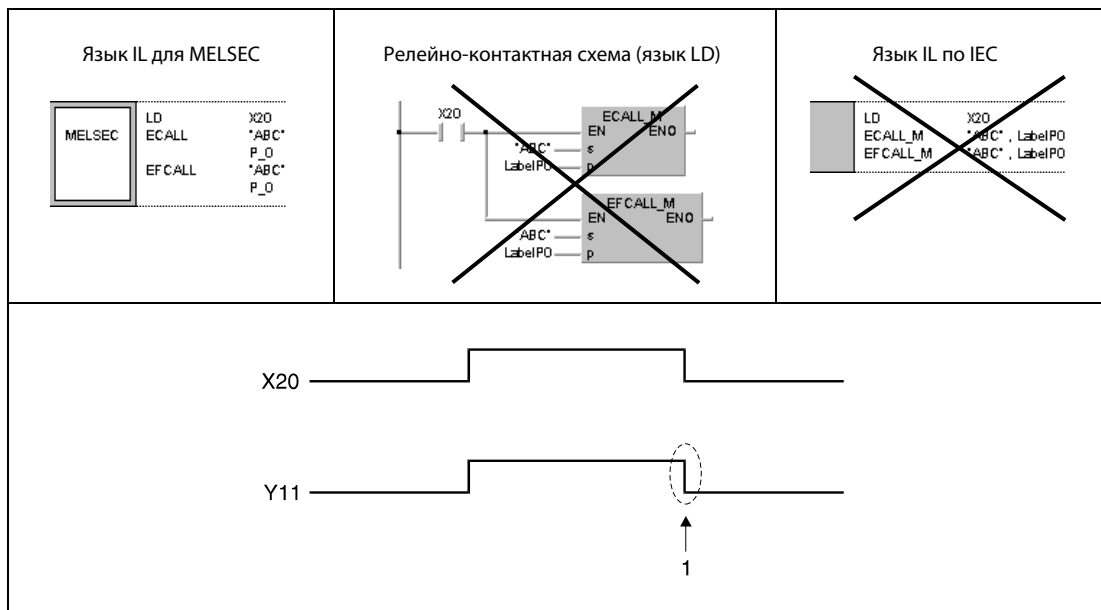 Язык IL для MELSEC
MELSEC
LD X20
ECALL "ABC"
P_0
EFCALL "ABC"
P_0
Релейно-контактная схема (язык LD)
X20
ECALL_M
EN ENO
"ABC" s
LabelP0 p
EFCALL_M
EN ENO
ABC" s
LabelP0 p
Язык IL по IEC
LD X20
ECALL_M "ABC" , LabelP0
EFCALL_M "ABC" , LabelP0
X20
Y11
1